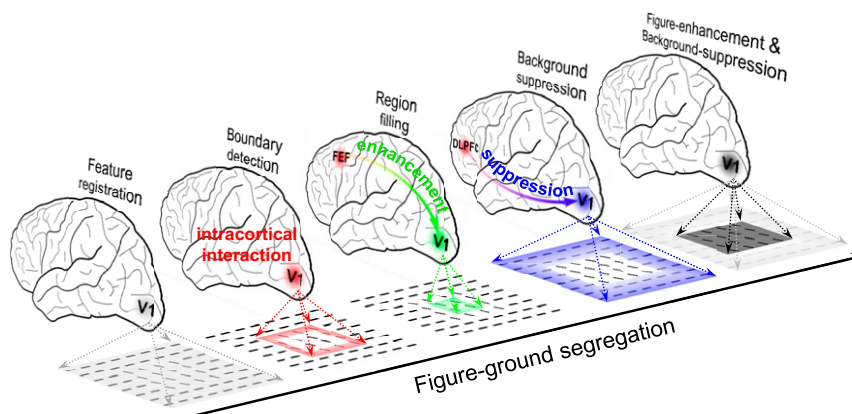 Feature
registration
V1
Boundary
detection
intracortical
interaction
V1
Region
filling
FEF
enhancement
V1
Background
suppression
DLPFc
suppression
V1
Figure-enhancement &
Background-suppression
V1
Figure-ground segregation